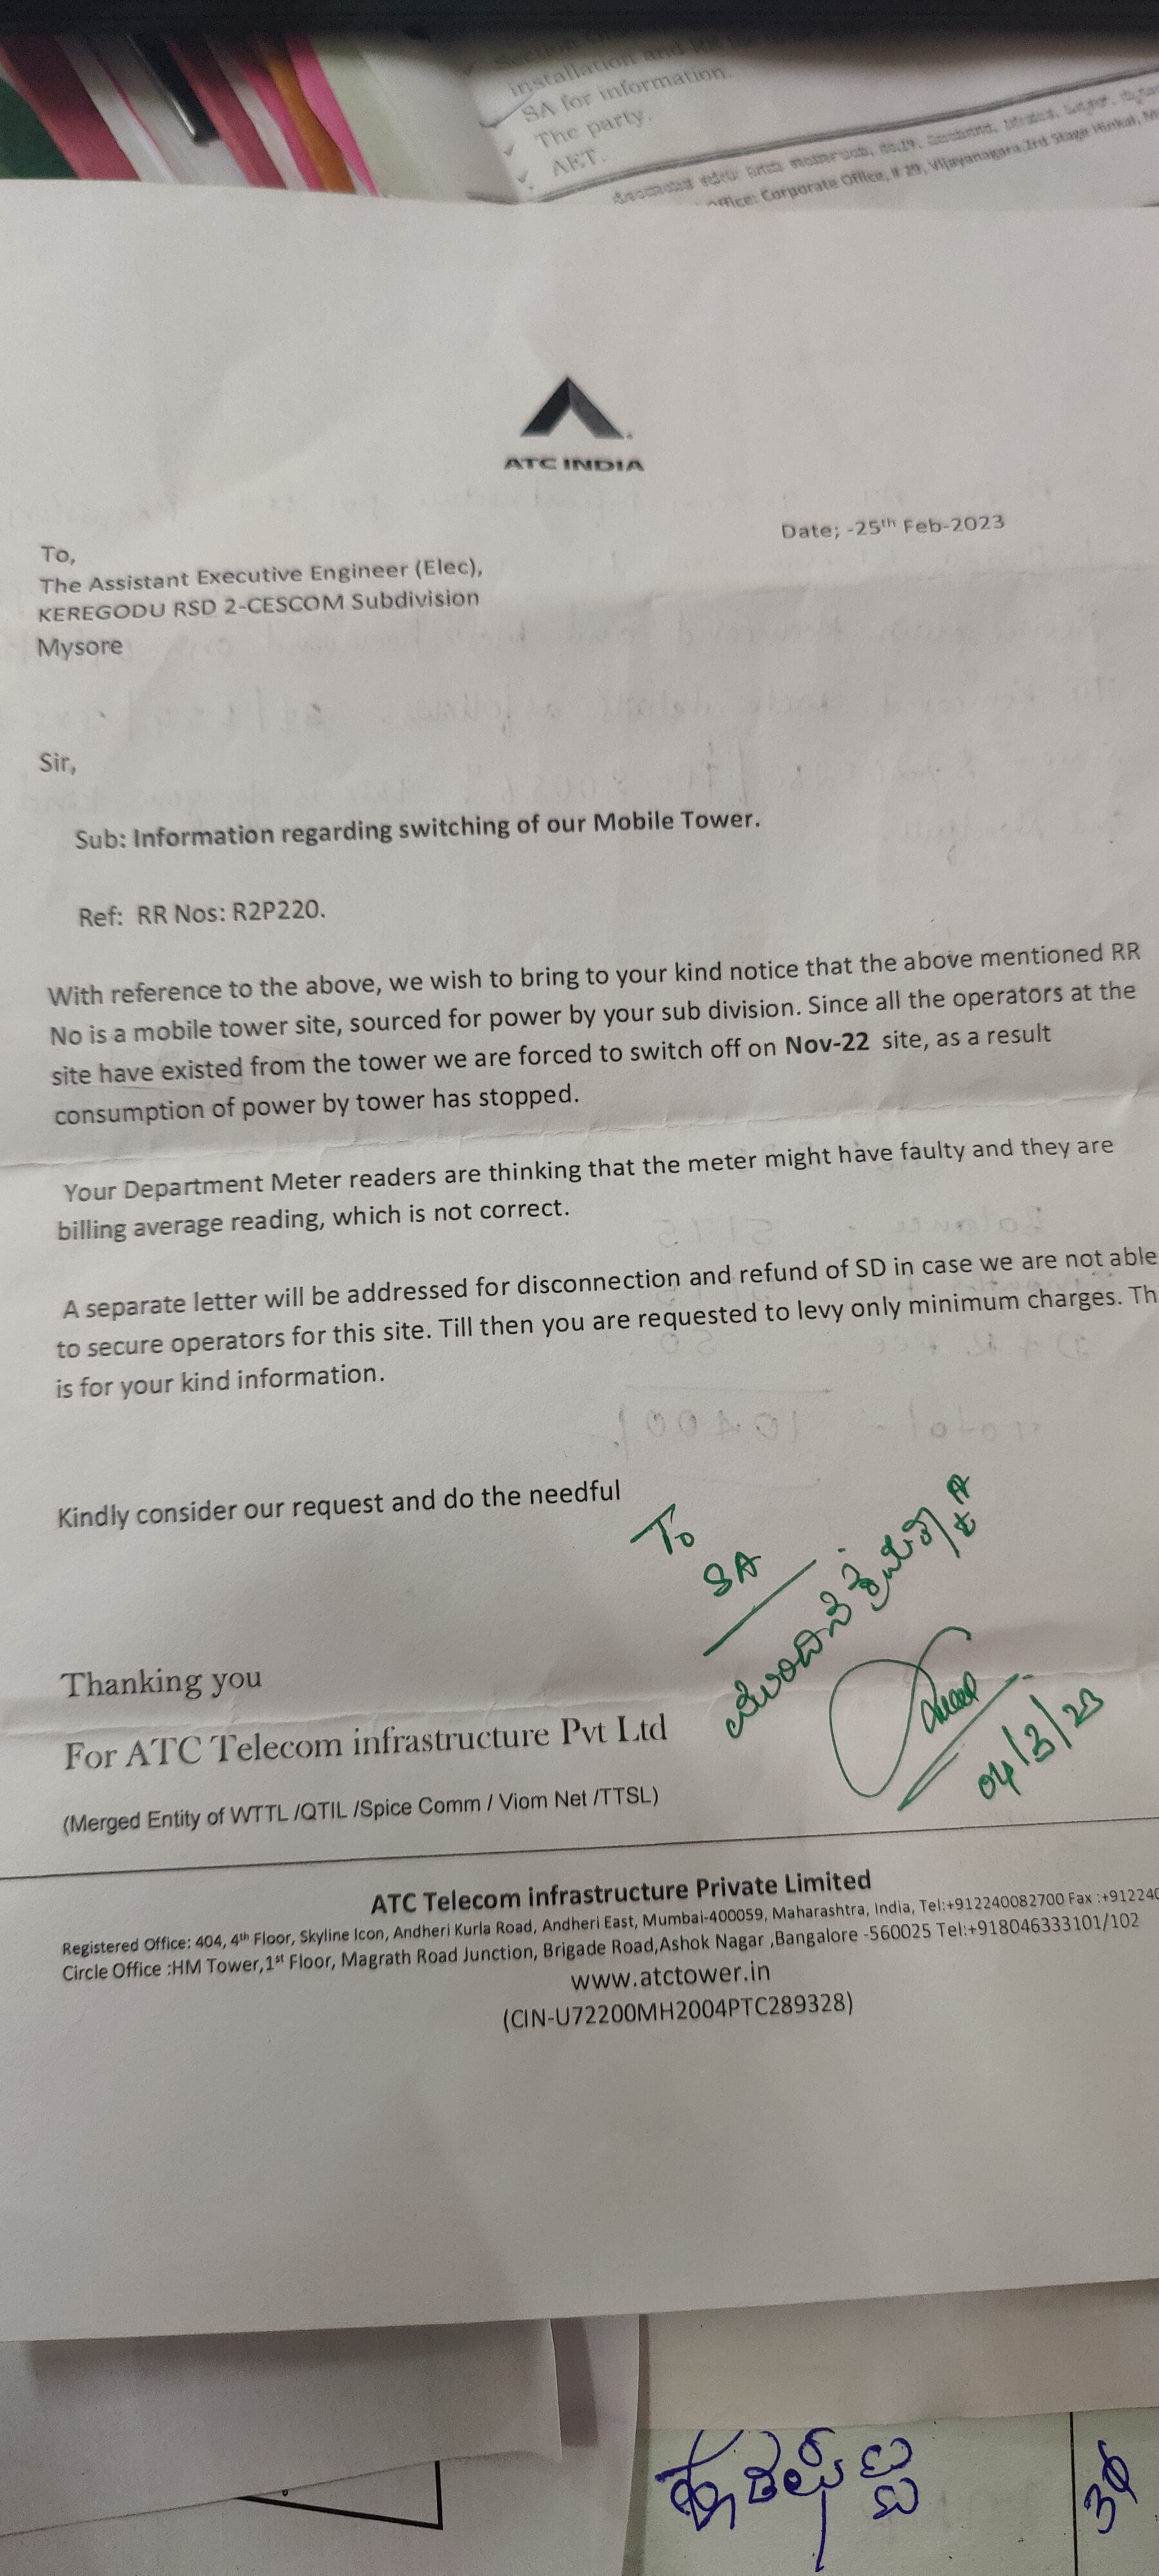 installation and RR
SA for information.
The party.
AET.
Corporate Office, # 29, Vijayanagara,2rd Stage Hinkal,
ATC INDIA
Date; -25th Feb-2023
To,
The Assistant Executive Engineer (Elec),
KEREGODU RSD 2-CESCOM Subdivision
Mysore
Sir,
Sub: Information regarding switching of our Mobile Tower.
Ref: RR Nos: R2P220.
With reference to the above, we wish to bring to your kind notice that the above mentioned RR
No is a mobile tower site, sourced for power by your sub division. Since all the operators at the
site have existed from the tower we are forced to switch off on Nov-22 site, as a result
consumption of power by tower has stopped.
Your Department Meter readers are thinking that the meter might have faulty and they are
billing average reading, which is not correct.
A separate letter will be addressed for disconnection and refund of SD in case we are not able
to secure operators for this site. Till then you are requested to levy only minimum charges. Th
is for your kind information.
Kindly consider our request and do the needful
To
SA
04/3/23
Thanking you
For ATC Telecom infrastructure Pvt Ltd
(Merged Entity of WTTL /QTIL /Spice Comm / Viom Net /TTSL)
ATC Telecom infrastructure Private Limited
Registered Office: 404, 4th Floor, Skyline Icon, Andheri Kurla Road, Andheri East, Mumbai-400059, Maharashtra, India, Tel:+912240082700 Fax :+912240
Circle Office :HM Tower,1st Floor, Magrath Road Junction, Brigade Road,Ashok Nagar ,Bangalore -560025 Tel:+918046333101/102
www.atctower.in
(CIN-U72200MH2004PTC289328)